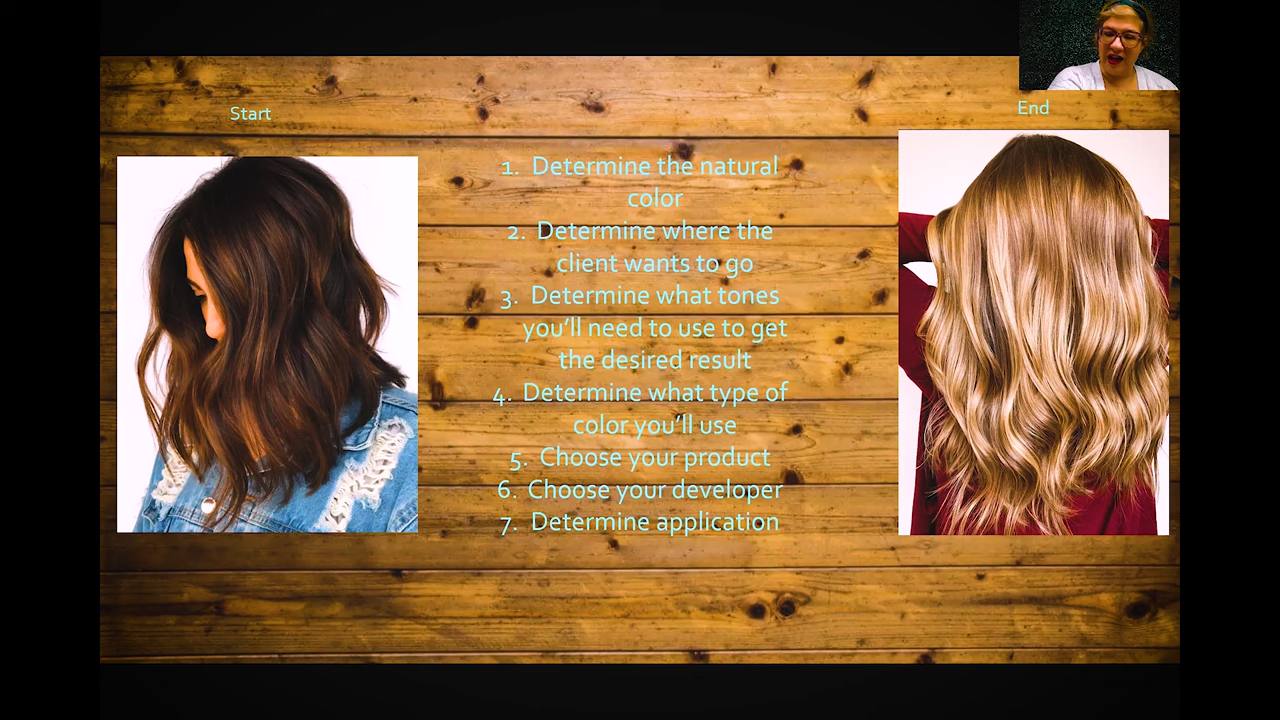 Start
End
1. Determine the natural
color
2. Determine where the
client wants to go
3. Determine what tones
you'll need to use to get
the desired result
4. Determine what type of
color you'll use
5. Choose your product
6. Choose your developer
7. Determine application